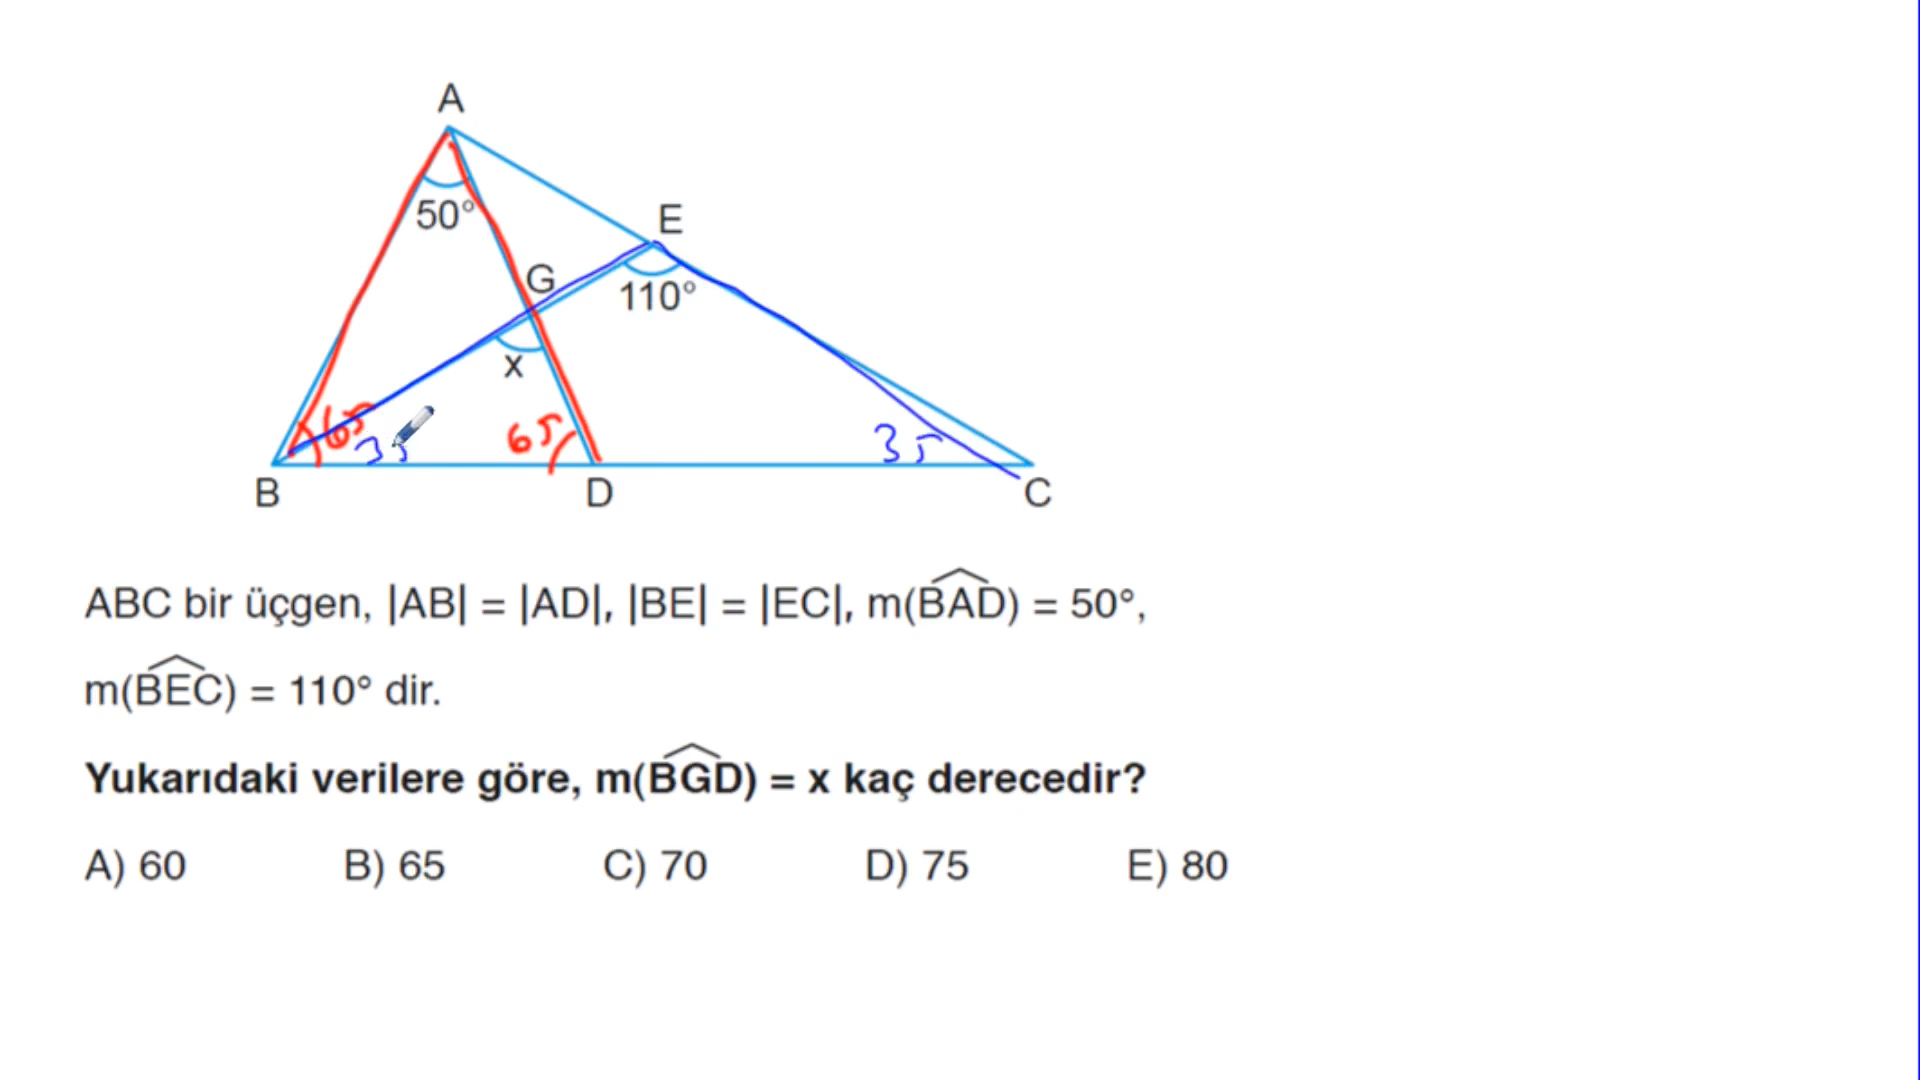 A
50°
E
G
110°
x
65
35
65
35
B
D
C
ABC bir üçgen, |AB| = |AD|, |BE| = |EC|, m(BAD) = 50°,
m(BEC) = 110° dir.
Yukarıdaki verilere göre, m(BGD) = x kaç derecedir?
A) 60 B) 65 C) 70 D) 75 E) 80